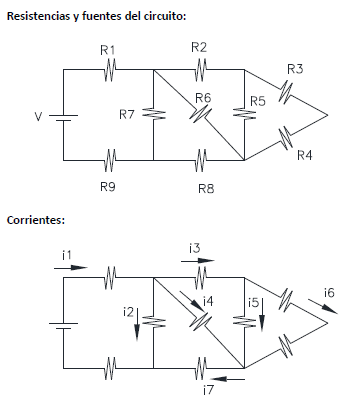 Resistencias y fuentes del circuito:
R1 R2
R3
R6 R5
R7
V
R4
R9 R8
Corrientes:
i1 i3
i6
i2 i4 i5
i7